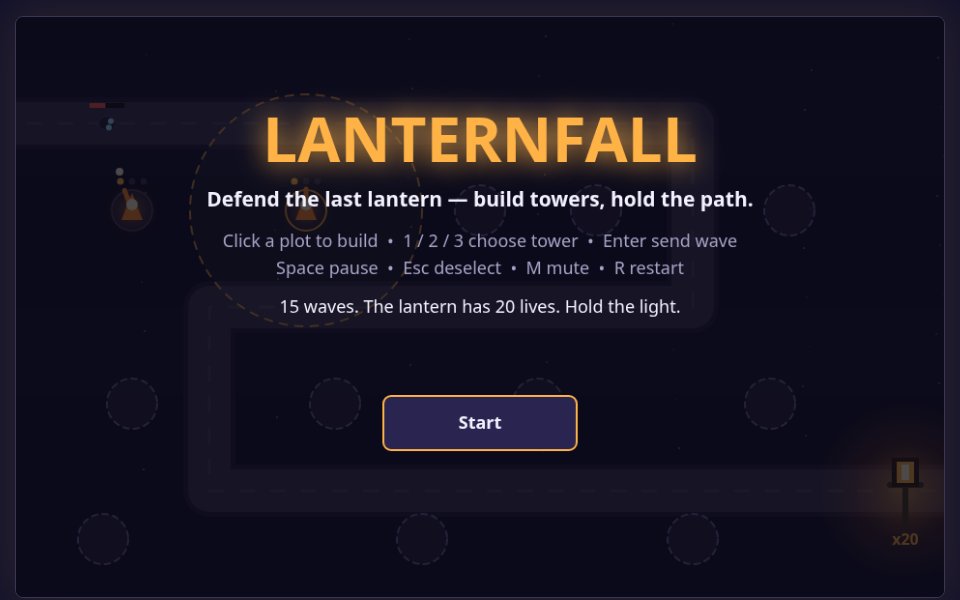 LANTERNFALL
Defend the last lantern — build towers, hold the path.
Click a plot to build • 1 / 2 / 3 choose tower • Enter send wave
Space pause • Esc deselect • M mute • R restart
15 waves. The lantern has 20 lives. Hold the light.
Start
x20